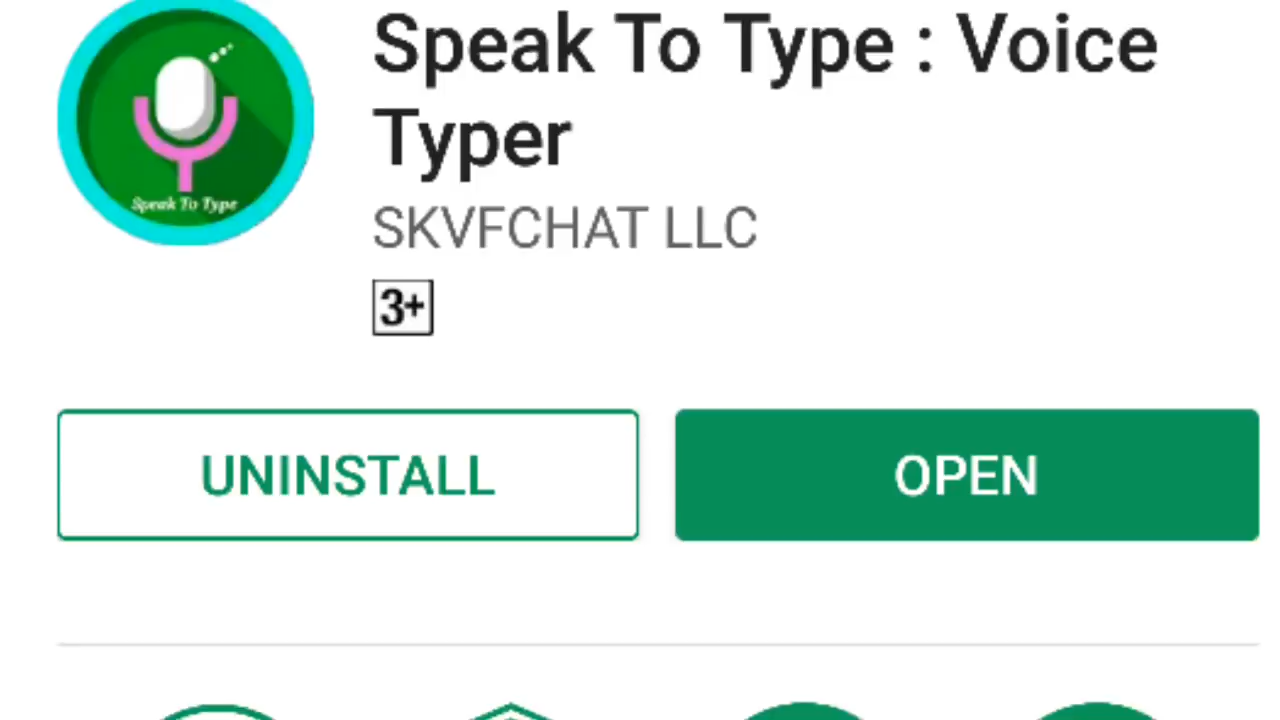 Speak To Type : Voice
Typer
SKVFCHAT LLC
3+
Speak To Type
UNINSTALL
OPEN